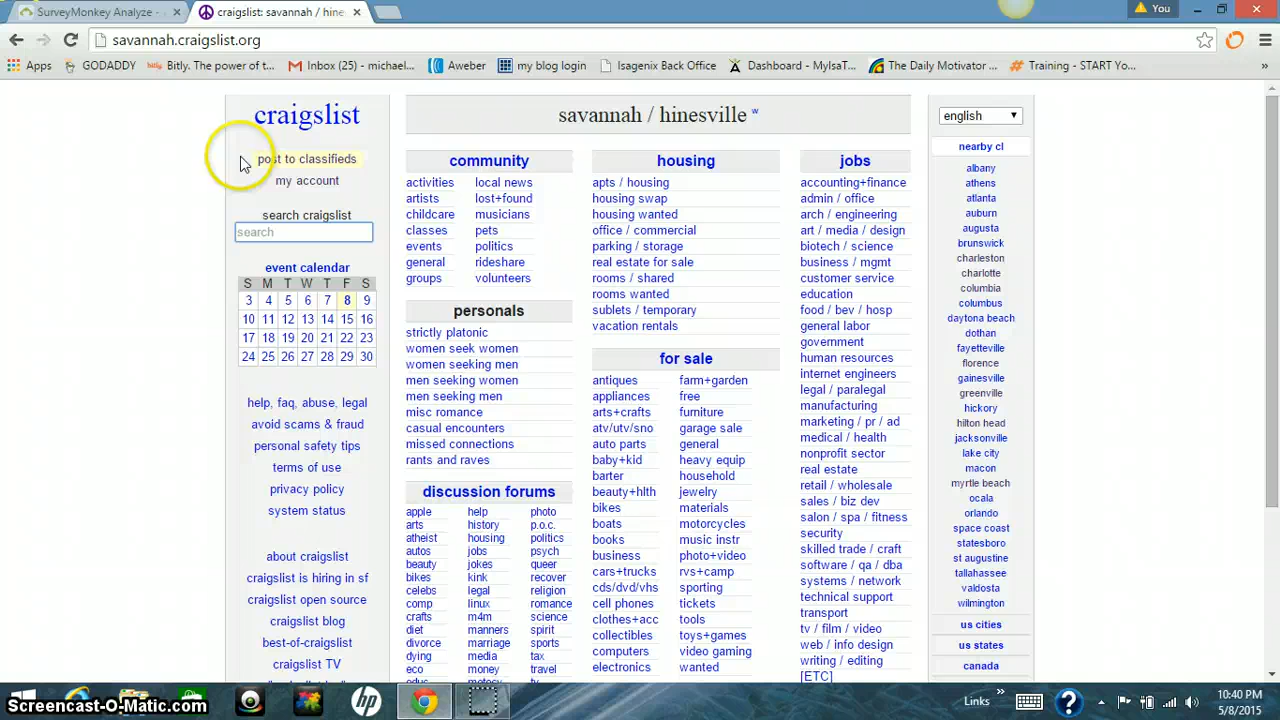 SurveyMonkey Analyze -
craigslist: savannah / hine
You
savannah.craigslist.org
Apps
GODADDY
Bitly. The power of t...
Inbox (25) - michael...
Aweber
my blog login
Isagenix Back Office
Dashboard - MyIsaT...
The Daily Motivator ...
Training - START Yo...
»
craigslist
post to classifieds
my account
search craigslist
search
event calendar
S M T W T F S
3 4 5 6 7 8 9
10 11 12 13 14 15 16
17 18 19 20 21 22 23
24 25 26 27 28 29 30
help, faq, abuse, legal
avoid scams & fraud
personal safety tips
terms of use
privacy policy
system status
about craigslist
craigslist is hiring in sf
craigslist open source
craigslist blog
best-of-craigslist
craigslist TV
savannah / hinesville w
community
activities local news
artists lost+found
childcare musicians
classes pets
events politics
general rideshare
groups volunteers
personals
strictly platonic
women seek women
women seeking men
men seeking women
men seeking men
misc romance
casual encounters
missed connections
rants and raves
discussion forums
apple help photo
arts history p.o.c.
atheist housing politics
autos jobs psych
beauty jokes queer
bikes kink recover
celebs legal religion
comp linux romance
crafts m4m science
diet manners spirit
divorce marriage sports
dying media tax
eco money travel
educ motocy tv
housing
apts / housing
housing swap
housing wanted
office / commercial
parking / storage
real estate for sale
rooms / shared
rooms wanted
sublets / temporary
vacation rentals
for sale
antiques farm+garden
appliances free
arts+crafts furniture
atv/utv/sno garage sale
auto parts general
baby+kid heavy equip
barter household
beauty+hlth jewelry
bikes materials
boats motorcycles
books music instr
business photo+video
cars+trucks rvs+camp
cds/dvd/vhs sporting
cell phones tickets
clothes+acc tools
collectibles toys+games
computers video gaming
electronics wanted
jobs
accounting+finance
admin / office
arch / engineering
art / media / design
biotech / science
business / mgmt
customer service
education
food / bev / hosp
general labor
government
human resources
internet engineers
legal / paralegal
manufacturing
marketing / pr / ad
medical / health
nonprofit sector
real estate
retail / wholesale
sales / biz dev
salon / spa / fitness
security
skilled trade / craft
software / qa / dba
systems / network
technical support
transport
tv / film / video
web / info design
writing / editing
[ETC]
english
nearby cl
albany
athens
atlanta
auburn
augusta
brunswick
charleston
charlotte
columbia
columbus
daytona beach
dothan
fayetteville
florence
gainesville
greenville
hickory
hilton head
jacksonville
lake city
macon
myrtle beach
ocala
orlando
space coast
statesboro
st augustine
tallahassee
valdosta
wilmington
us cities
us states
canada
Screencast-O-Matic.com
hp
Links
»
10:40 PM
5/8/2015